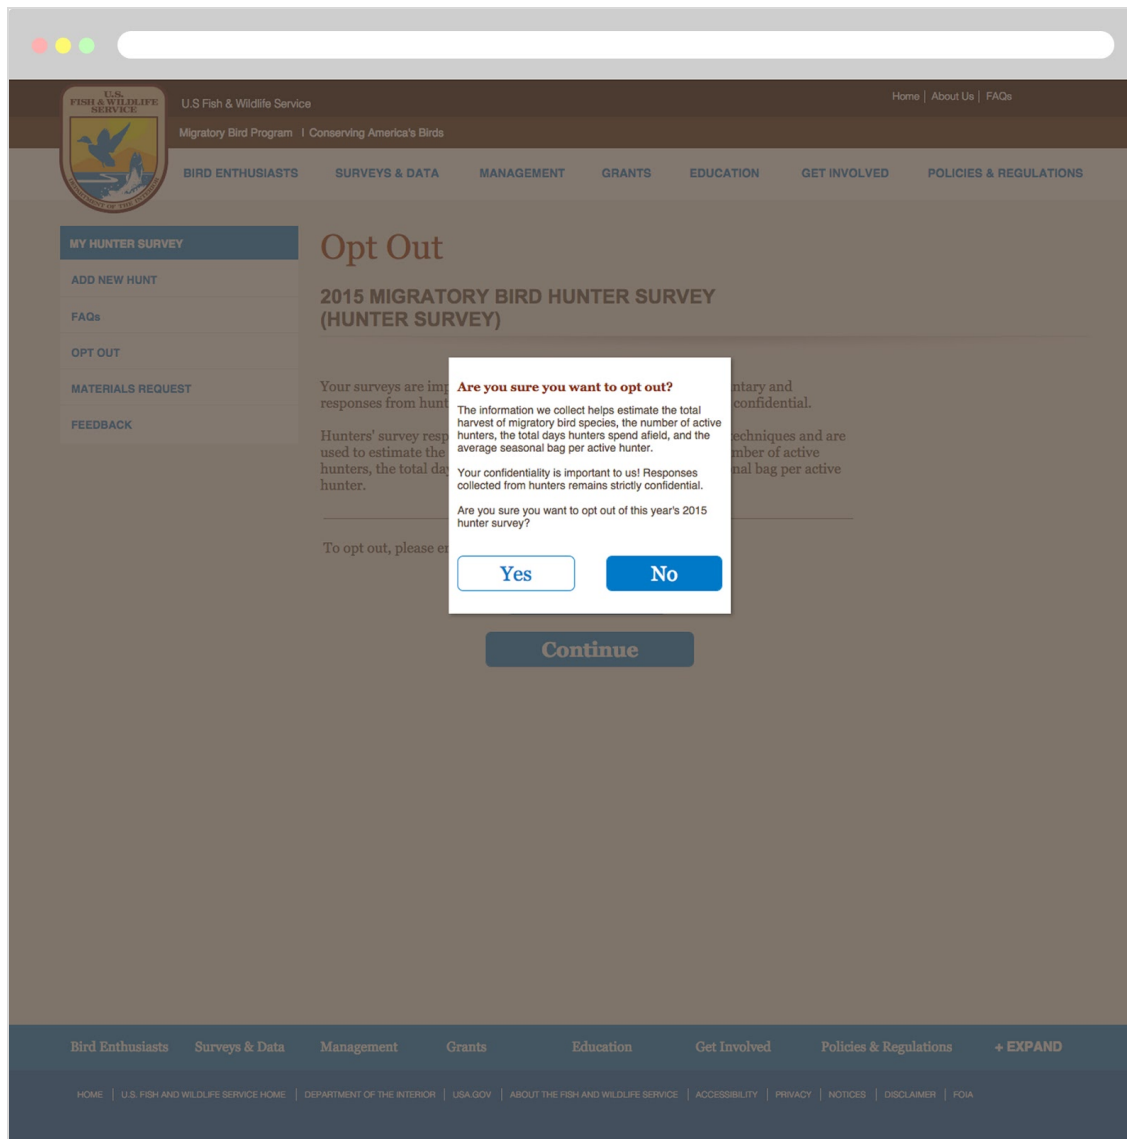 U.S.
FISH & WILDLIFE
SERVICE
DEPARTMENT OF THE INTERIOR
U.S Fish & Wildlife Service
Home | About Us | FAQs
Migratory Bird Program | Conserving America's Birds
BIRD ENTHUSIASTS SURVEYS & DATA MANAGEMENT GRANTS EDUCATION GET INVOLVED POLICIES & REGULATIONS
MY HUNTER SURVEY
ADD NEW HUNT
FAQs
OPT OUT
MATERIALS REQUEST
FEEDBACK
Opt Out
2015 MIGRATORY BIRD HUNTER SURVEY
(HUNTER SURVEY)
Your surveys are imp
ntary and
responses from hunt
confidential.
Hunters' survey resp
echniques and are
used to estimate the
mber of active
hunters, the total da
nal bag per active
hunter.
To opt out, please en
Are you sure you want to opt out?
The information we collect helps estimate the total
harvest of migratory bird species, the number of active
hunters, the total days hunters spend afield, and the
average seasonal bag per active hunter.
Your confidentiality is important to us! Responses
collected from hunters remains strictly confidential.
Are you sure you want to opt out of this year's 2015
hunter survey?
Yes No
Continue
Bird Enthusiasts Surveys & Data Management Grants Education Get Involved Policies & Regulations + EXPAND
HOME | U.S. FISH AND WILDLIFE SERVICE HOME | DEPARTMENT OF THE INTERIOR | USA.GOV | ABOUT THE FISH AND WILDLIFE SERVICE | ACCESSIBILITY | PRIVACY | NOTICES | DISCLAIMER | FOIA